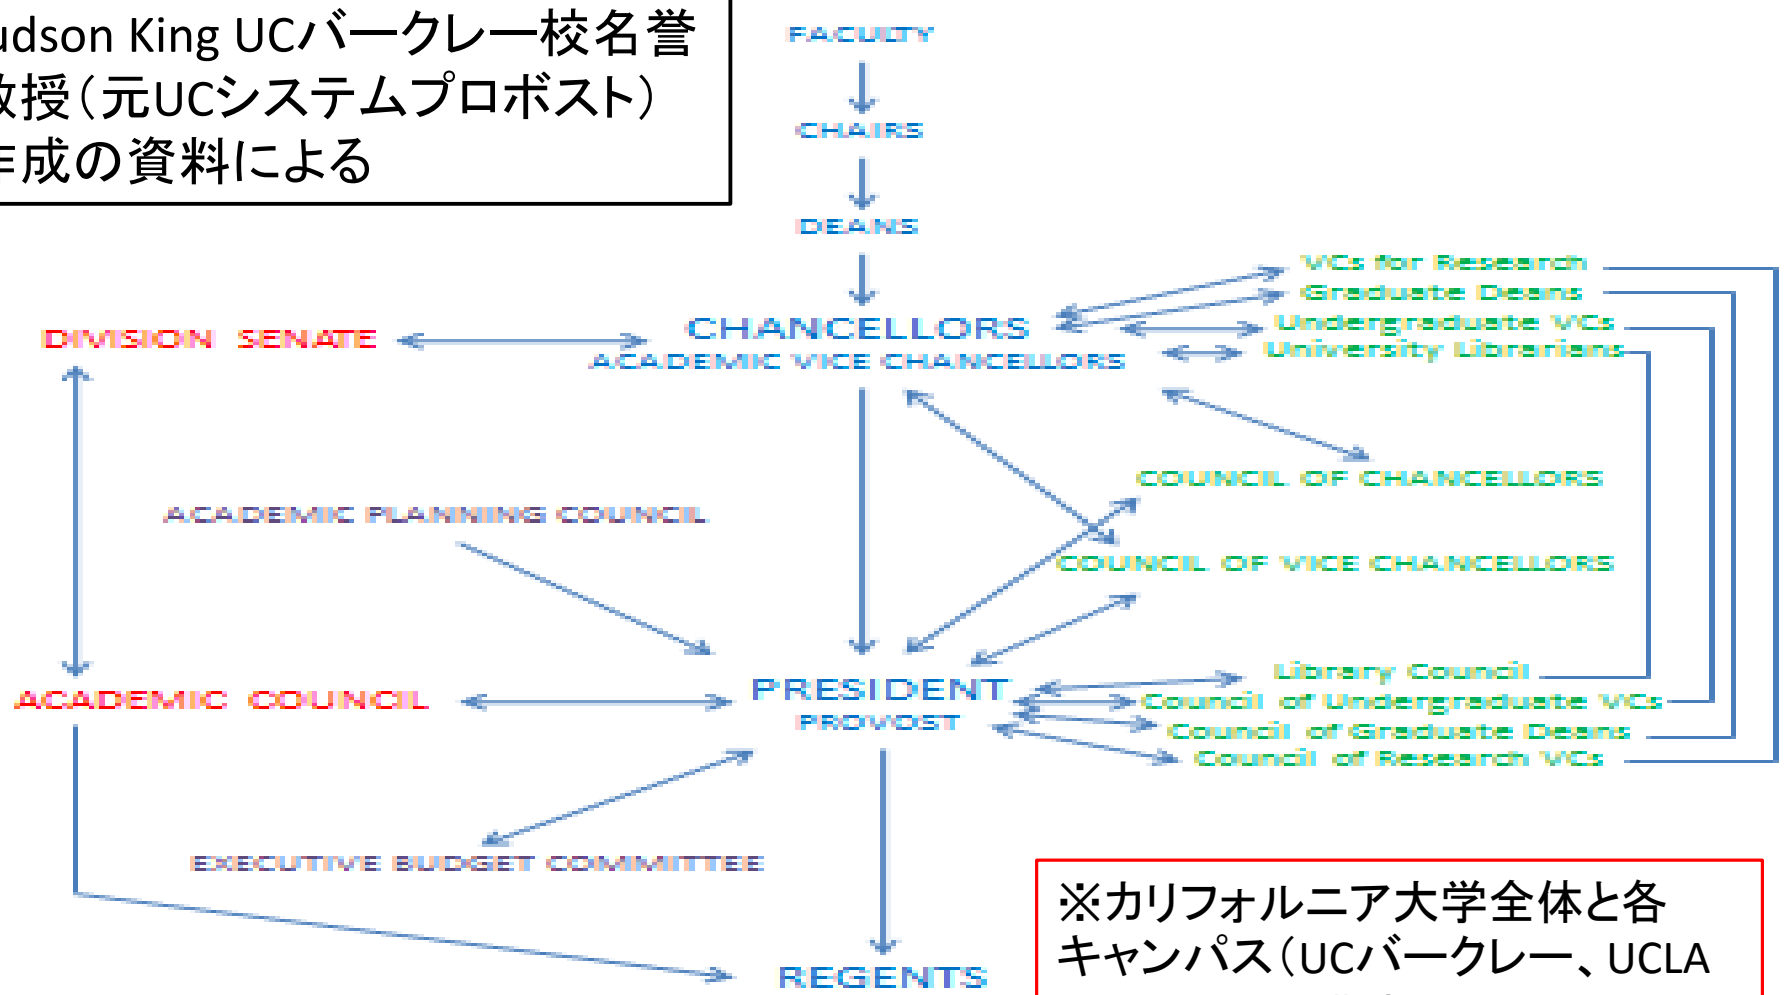 udson King UCバークレー校名誉
教授（元UCシステムプロボスト）
作成の資料による
FACULTY
CHAIRS
DEANS
CHANCELLORS
ACADEMIC VICE CHANCELLORS
DIVISION SENATE
VCs for Research
Graduate Deans
Undergraduate VCs
University Librarians
COUNCIL OF CHANCELLORS
ACADEMIC PLANNING COUNCIL
COUNCIL OF VICE CHANCELLORS
ACADEMIC COUNCIL
PRESIDENT
PROVOST
Library Council
Council of Undergraduate VCs
Council of Graduate Deans
Council of Research VCs
EXECUTIVE BUDGET COMMITTEE
REGENTS
※カリフォルニア大学全体と各
キャンパス（UCバークレー、UCLA